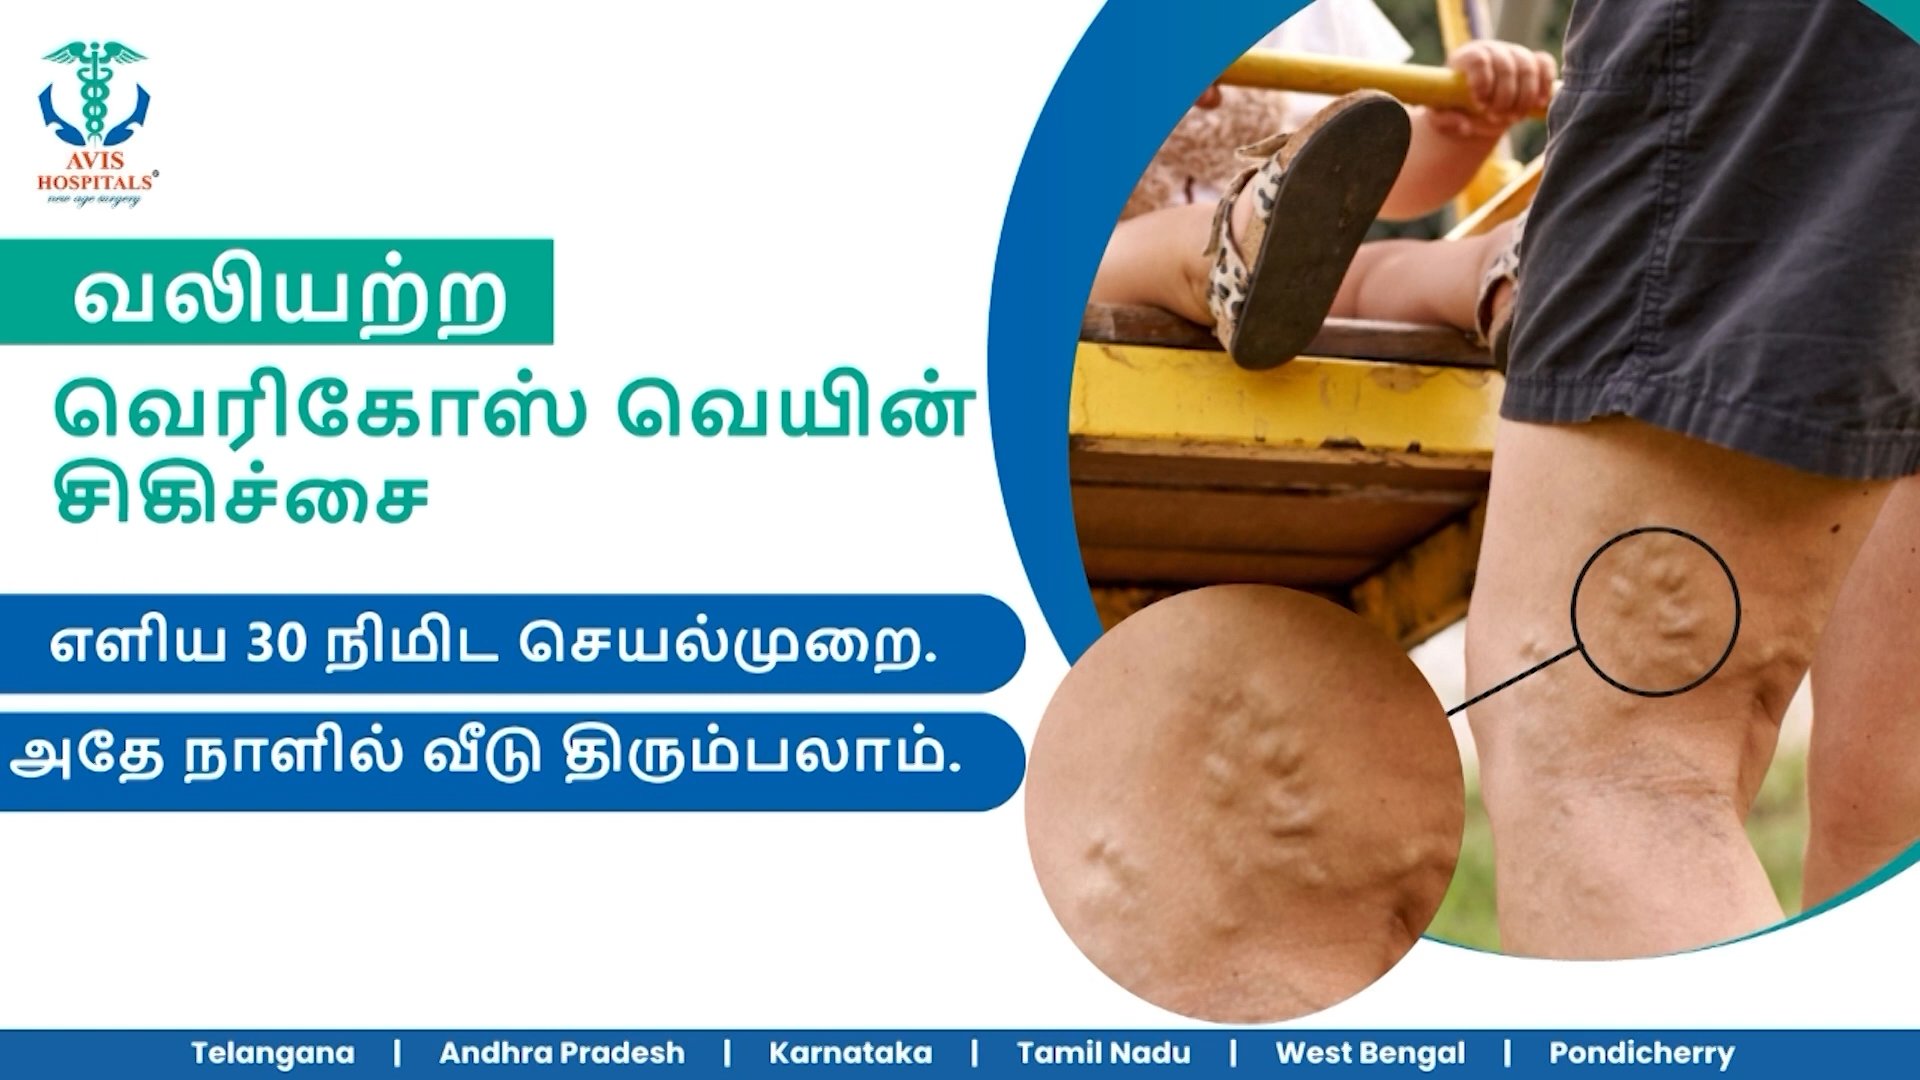 AVIS
HOSPITALS®
new age surgery
வலியற்ற
வெரிகோஸ் வெயின்
சிகிச்சை
எளிய 30 நிமிட செயல்முறை.
அதே நாளில் வீடு திரும்பலாம்.
Telangana | Andhra Pradesh | Karnataka | Tamil Nadu | West Bengal | Pondicherry